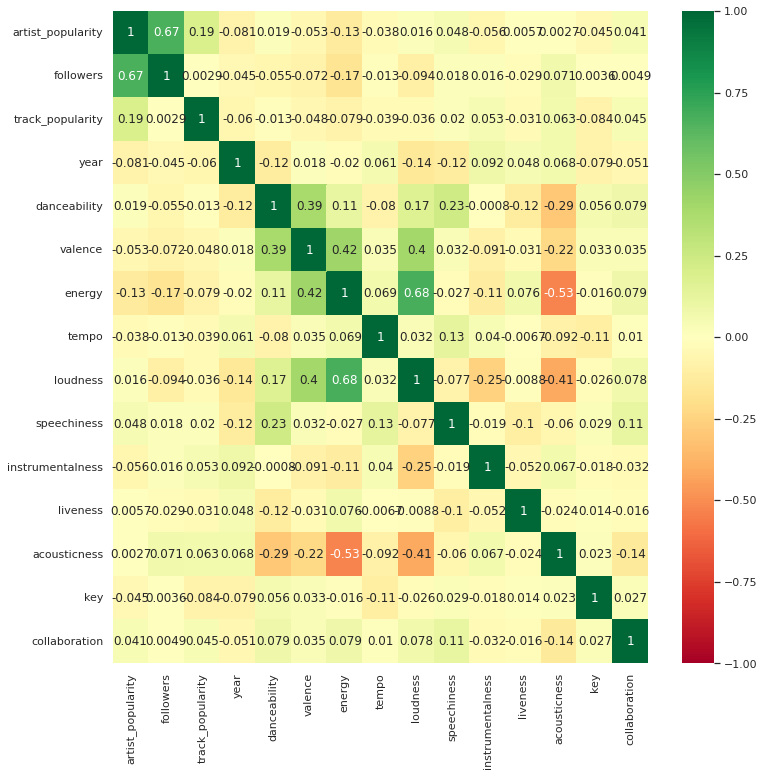 artist_popularity 1 0.67 0.19 -0.081 0.019 -0.053 -0.13 -0.038 0.016 0.048 -0.056 0.0057 0.0027 -0.045 0.041
followers 0.67 1 0.0029 -0.045 -0.055 -0.072 -0.17 -0.013 -0.094 0.018 0.016 -0.029 0.071 0.0036 0.0049
track_popularity 0.19 0.0029 1 -0.06 -0.013 -0.048 -0.079 -0.039 -0.036 0.02 0.053 -0.031 0.063 -0.084 0.045
year -0.081 -0.045 -0.06 1 -0.12 0.018 -0.02 0.061 -0.14 -0.12 0.092 0.048 0.068 -0.079 -0.051
danceability 0.019 -0.055 -0.013 -0.12 1 0.39 0.11 -0.08 0.17 0.23 -0.0008 -0.12 -0.29 0.056 0.079
valence -0.053 -0.072 -0.048 0.018 0.39 1 0.42 0.035 0.4 0.032 -0.091 -0.031 -0.22 0.033 0.035
energy -0.13 -0.17 -0.079 -0.02 0.11 0.42 1 0.069 0.68 -0.027 -0.11 0.076 -0.53 -0.016 0.079
tempo -0.038 -0.013 -0.039 0.061 -0.08 0.035 0.069 1 0.032 0.13 0.04 -0.0067 -0.092 -0.11 0.01
loudness 0.016 -0.094 -0.036 -0.14 0.17 0.4 0.68 0.032 1 -0.077 -0.25 -0.0088 -0.41 -0.026 0.078
speechiness 0.048 0.018 0.02 -0.12 0.23 0.032 -0.027 0.13 -0.077 1 -0.019 -0.1 -0.06 0.029 0.11
instrumentalness -0.056 0.016 0.053 0.092 -0.0008 -0.091 -0.11 0.04 -0.25 -0.019 1 -0.052 0.067 -0.018 -0.032
liveness 0.0057 -0.029 -0.031 0.048 -0.12 -0.031 0.076 -0.0067 -0.0088 -0.1 -0.052 1 -0.024 0.014 -0.016
acousticness 0.0027 0.071 0.063 0.068 -0.29 -0.22 -0.53 -0.092 -0.41 -0.06 0.067 -0.024 1 0.023 -0.14
key -0.045 0.0036 -0.084 -0.079 0.056 0.033 -0.016 -0.11 -0.026 0.029 -0.018 0.014 0.023 1 0.027
collaboration 0.041 0.0049 0.045 -0.051 0.079 0.035 0.079 0.01 0.078 0.11 -0.032 -0.016 -0.14 0.027 1
artist_popularity
followers
track_popularity
year
danceability
valence
energy
tempo
loudness
speechiness
instrumentalness
liveness
acousticness
key
collaboration
1.00
0.75
0.50
0.25
0.00
−0.25
−0.50
−0.75
−1.00